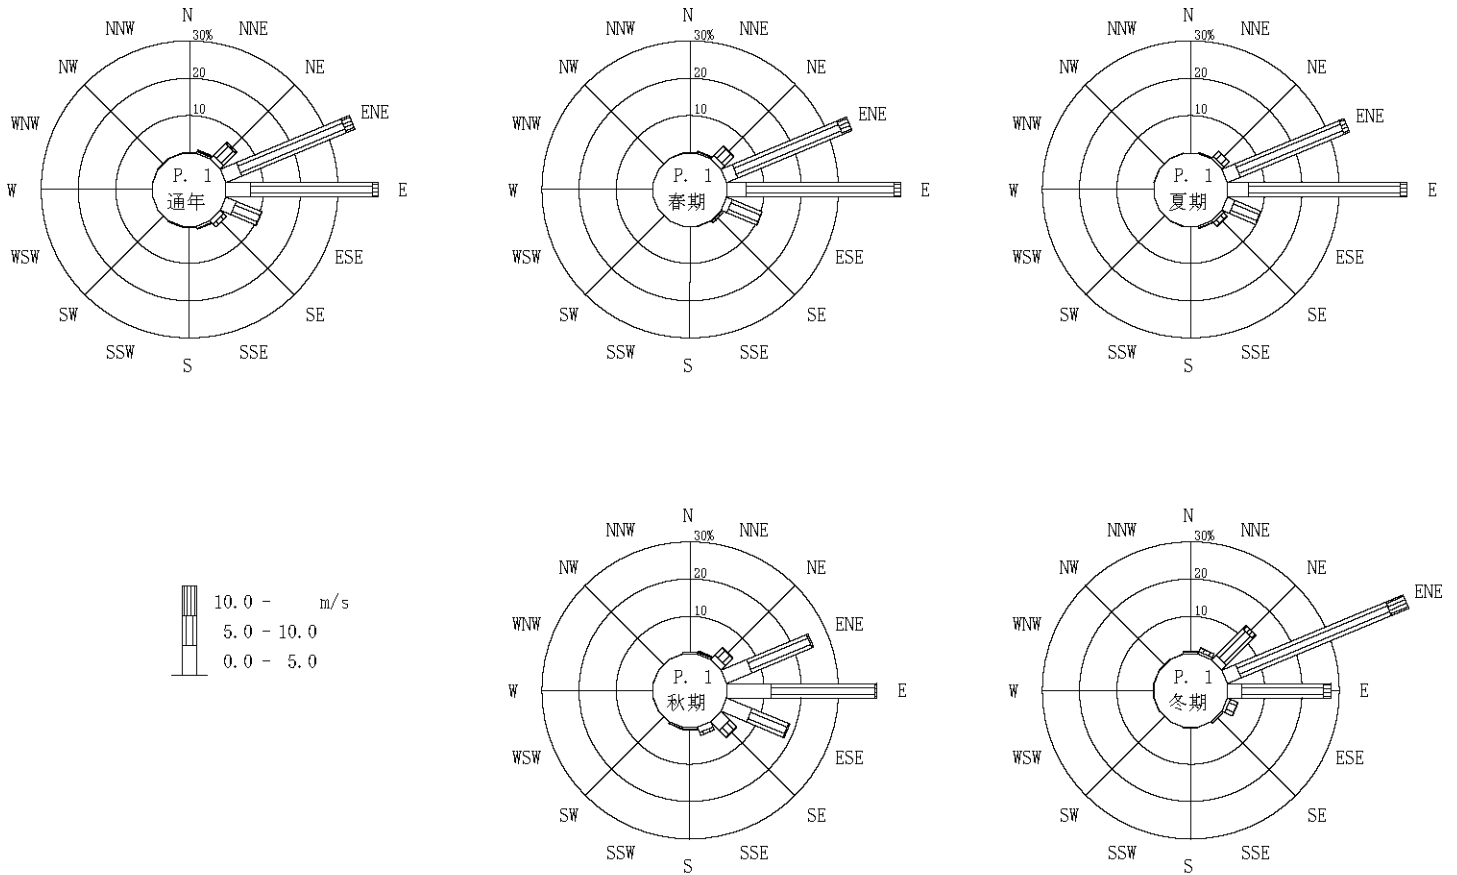 N
NNW NNE
30%
NW NE
20
10
WNW ENE
P. 1
通年
W E
WSW ESE
SW SE
SSW SSE
S
N
NNW NNE
30%
NW NE
20
10
WNW ENE
P. 1
春期
W E
WSW ESE
SW SE
SSW SSE
S
N
NNW NNE
30%
NW NE
20
10
WNW ENE
P. 1
夏期
W E
WSW ESE
SW SE
SSW SSE
S
10.0 - m/s
5.0 - 10.0
0.0 - 5.0
N
NNW NNE
30%
NW NE
20
10
WNW ENE
P. 1
秋期
W E
WSW ESE
SW SE
SSW SSE
S
N
NNW NNE
30%
NW NE
20
ENE
10
WNW
P. 1
冬期
W E
WSW ESE
SW SE
SSW SSE
S